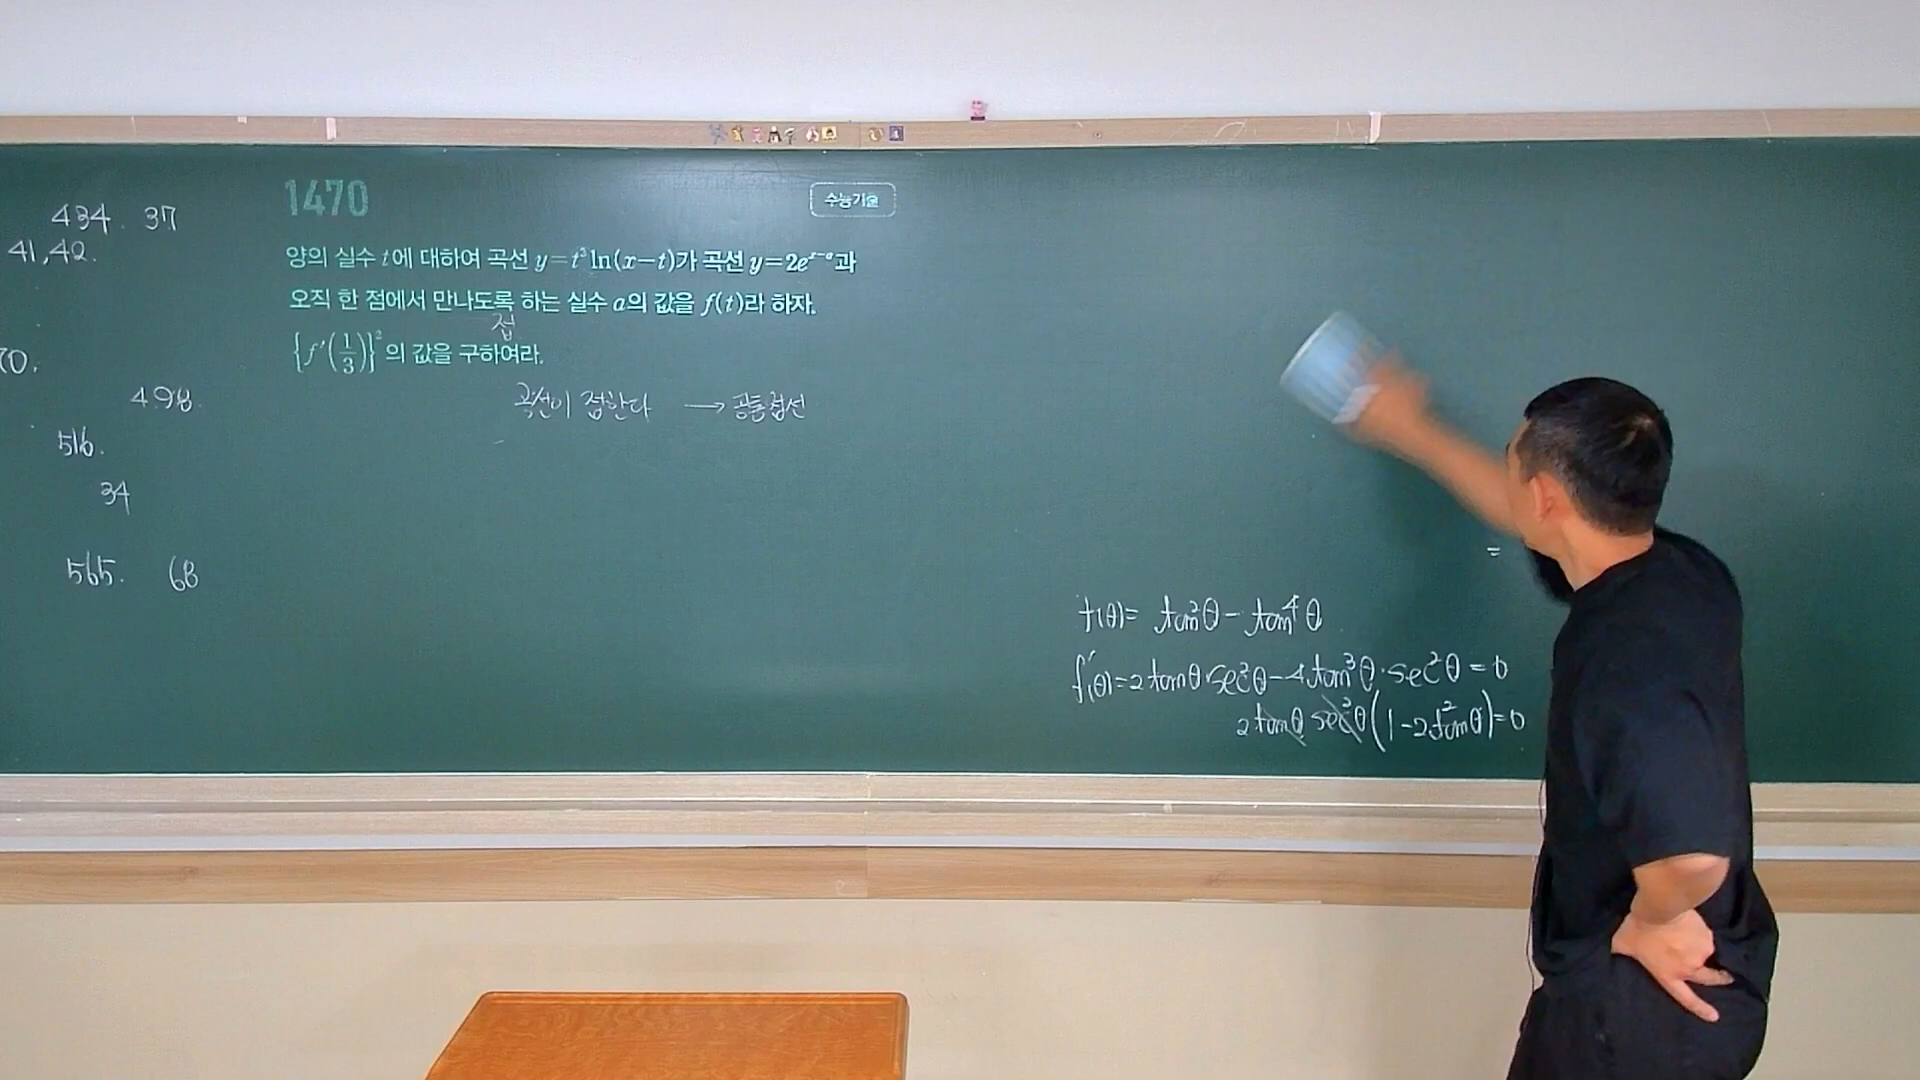 1470
수능기출
양의 실수 t에 대하여 곡선 y=t³ln(x-t)가 곡선 y=2eˣ⁻ᵃ과
오직 한 점에서 만나도록 하는 실수 a의 값을 f(t)라 하자.
접
{f'(1/3)}²의 값을 구하여라.
곡선이 접한다 → 공통접선
434. 37
41,42.
70.
498.
516.
34
565. 68
=
f(θ)= tan²θ - tan⁴θ
f'(θ)=2tanθ·sec²θ-4tan³θ·sec²θ=0
2tanθ sec²θ(1-2tan²θ)=0